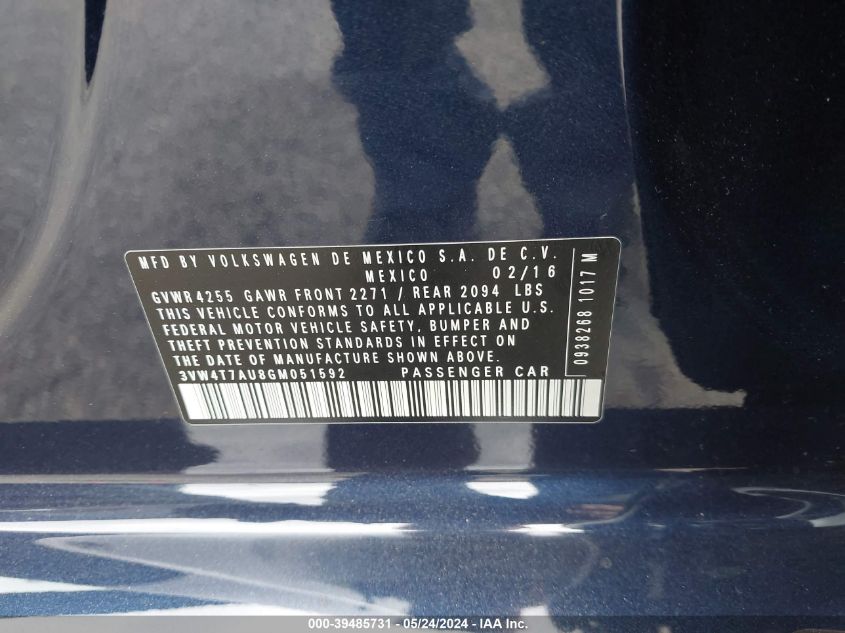 MFD BY VOLKSWAGEN DE MEXICO S.A. DE C.V.
MEXICO 02/16
GVWR 4255 GAWR FRONT 2271 / REAR 2094 LBS
THIS VEHICLE CONFORMS TO ALL APPLICABLE U.S.
FEDERAL MOTOR VEHICLE SAFETY, BUMPER AND
THEFT PREVENTION STANDARDS IN EFFECT ON
THE DATE OF MANUFACTURE SHOWN ABOVE.
3VW4T7AU8GM051592 PASSENGER CAR
0938268 1017 M
000-39485731 - 05/24/2024 - IAA Inc.